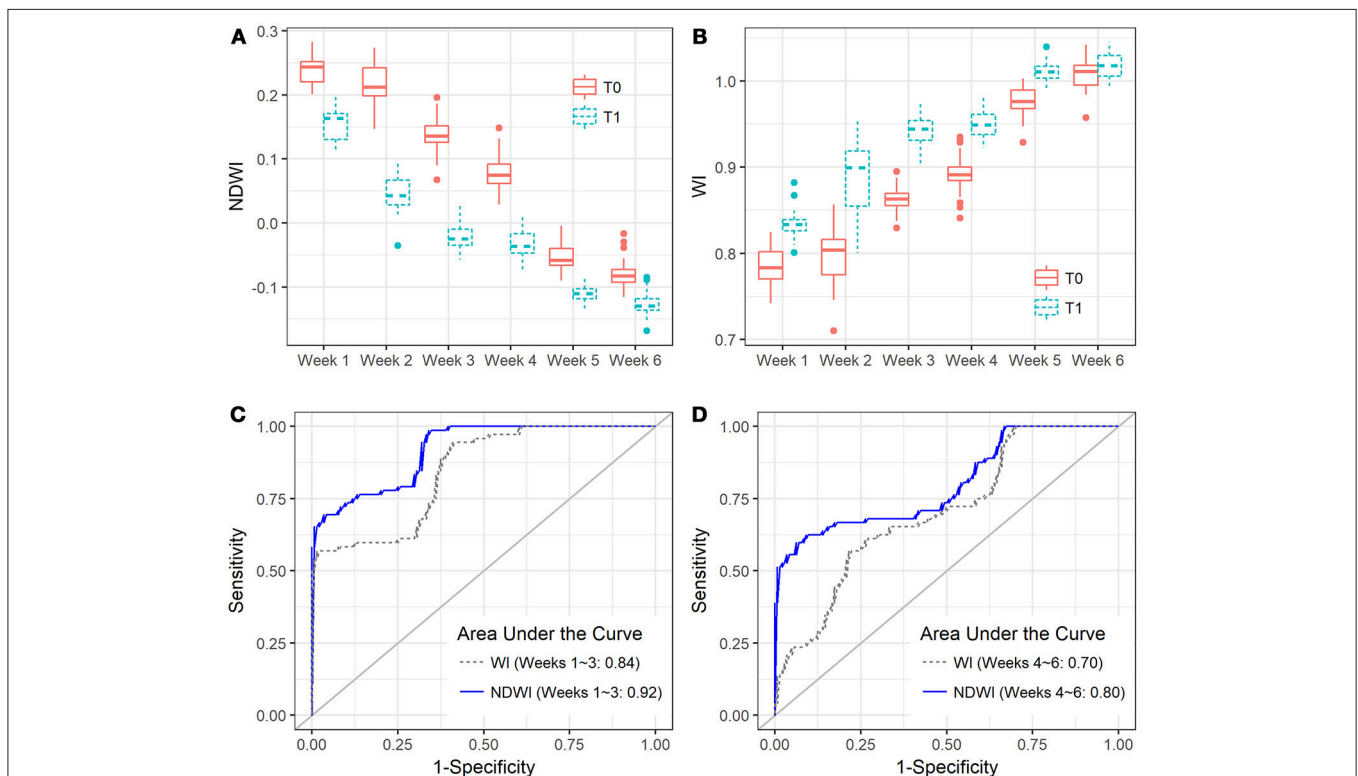 A
0.3
0.2
0.1
0.0
-0.1
NDWI
T0
T1
Week 1 Week 2 Week 3 Week 4 Week 5 Week 6
B
1.0
0.9
0.8
0.7
WI
T0
T1
Week 1 Week 2 Week 3 Week 4 Week 5 Week 6
C
1.00
0.75
0.50
0.25
0.00
Sensitivity
Area Under the Curve
WI (Weeks 1~3: 0.84)
NDWI (Weeks 1~3: 0.92)
0.00 0.25 0.50 0.75 1.00
1-Specificity
D
1.00
0.75
0.50
0.25
0.00
Sensitivity
Area Under the Curve
WI (Weeks 4~6: 0.70)
NDWI (Weeks 4~6: 0.80)
0.00 0.25 0.50 0.75 1.00
1-Specificity